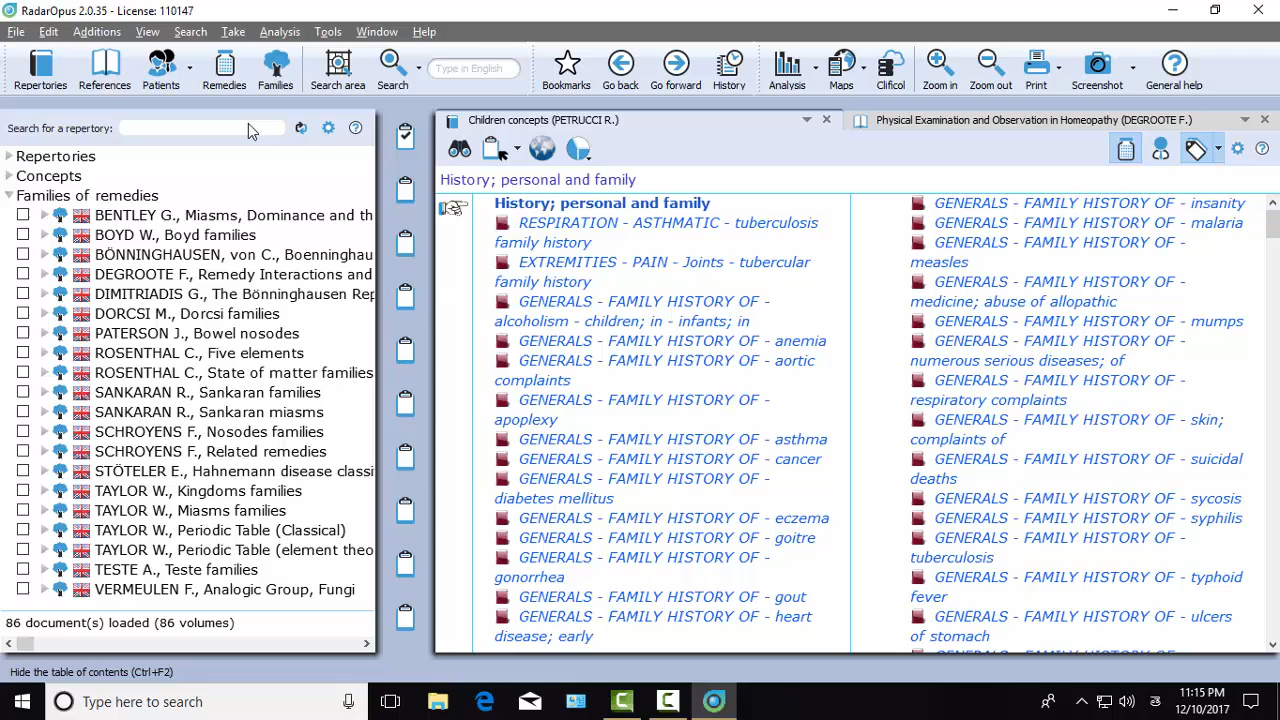 RadarOpus 2.0.35 - License: 110147
File Edit Additions View Search Take Analysis Tools Window Help
Repertories References Patients Remedies Families Search area Search Type in English Bookmarks Go back Go forward History Analysis Maps Clificol Zoom in Zoom out Print Screenshot General help
Search for a repertory:
Repertories
Concepts
Families of remedies
BENTLEY G., Miasms, Dominance and th
BOYD W., Boyd families
BÖNNINGHAUSEN, von C., Boenninghau
DEGROOTE F., Remedy Interactions and
DIMITRIADIS G., The Bönninghausen Rep
DORCSI M., Dorcsi families
PATERSON J., Bowel nosodes
ROSENTHAL C., Five elements
ROSENTHAL C., State of matter families
SANKARAN R., Sankaran families
SANKARAN R., Sankaran miasms
SCHROYENS F., Nosodes families
SCHROYENS F., Related remedies
STÖTELER E., Hahnemann disease classi
TAYLOR W., Kingdoms families
TAYLOR W., Miasms families
TAYLOR W., Periodic Table (Classical)
TAYLOR W., Periodic Table (element theo
TESTE A., Teste families
VERMEULEN F., Analogic Group, Fungi
86 document(s) loaded (86 volumes)
Children concepts (PETRUCCI R.)
Physical Examination and Observation in Homeopathy (DEGROOTE F.)
History; personal and family
History; personal and family
RESPIRATION - ASTHMATIC - tuberculosis
family history
EXTREMITIES - PAIN - Joints - tubercular
family history
GENERALS - FAMILY HISTORY OF -
alcoholism - children; in - infants; in
GENERALS - FAMILY HISTORY OF - anemia
GENERALS - FAMILY HISTORY OF - aortic
complaints
GENERALS - FAMILY HISTORY OF -
apoplexy
GENERALS - FAMILY HISTORY OF - asthma
GENERALS - FAMILY HISTORY OF - cancer
GENERALS - FAMILY HISTORY OF -
diabetes mellitus
GENERALS - FAMILY HISTORY OF - eczema
GENERALS - FAMILY HISTORY OF - goitre
GENERALS - FAMILY HISTORY OF -
gonorrhea
GENERALS - FAMILY HISTORY OF - gout
GENERALS - FAMILY HISTORY OF - heart
disease; early
GENERALS - FAMILY HISTORY OF - insanity
GENERALS - FAMILY HISTORY OF - malaria
GENERALS - FAMILY HISTORY OF -
measles
GENERALS - FAMILY HISTORY OF -
medicine; abuse of allopathic
GENERALS - FAMILY HISTORY OF - mumps
GENERALS - FAMILY HISTORY OF -
numerous serious diseases; of
GENERALS - FAMILY HISTORY OF -
respiratory complaints
GENERALS - FAMILY HISTORY OF - skin;
complaints of
GENERALS - FAMILY HISTORY OF - suicidal
deaths
GENERALS - FAMILY HISTORY OF - sycosis
GENERALS - FAMILY HISTORY OF - syphilis
GENERALS - FAMILY HISTORY OF -
tuberculosis
GENERALS - FAMILY HISTORY OF - typhoid
fever
GENERALS - FAMILY HISTORY OF - ulcers
of stomach
Hide the table of contents (Ctrl+F2)
Type here to search
11:15 PM
12/10/2017